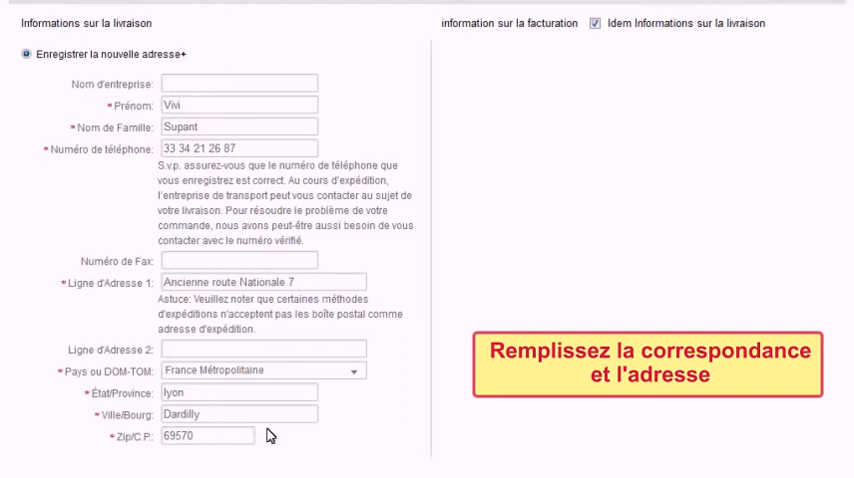 Informations sur la livraison
information sur la facturation Idem Informations sur la livraison
Enregistrer la nouvelle adresse+
Nom d'entreprise:
* Prénom: Vivi
* Nom de Famille: Supant
* Numéro de téléphone: 33 34 21 26 87
S.v.p. assurez-vous que le numéro de téléphone que
vous enregistrez est correct. Au cours d'expédition,
l'entreprise de transport peut vous contacter au sujet de
votre livraison. Pour résoudre le problème de votre
commande, nous avons peut-être aussi besoin de vous
contacter avec le numéro vérifié.
Numéro de Fax:
* Ligne d'Adresse 1: Ancienne route Nationale 7
Astuce: Veuillez noter que certaines méthodes
d'expéditions n'acceptent pas les boîte postal comme
adresse d'expédition.
Ligne d'Adresse 2:
* Pays ou DOM-TOM: France Métropolitaine
* État/Province: lyon
* Ville/Bourg: Dardilly
* Zip/C.P.: 69570
Remplissez la correspondance
et l'adresse